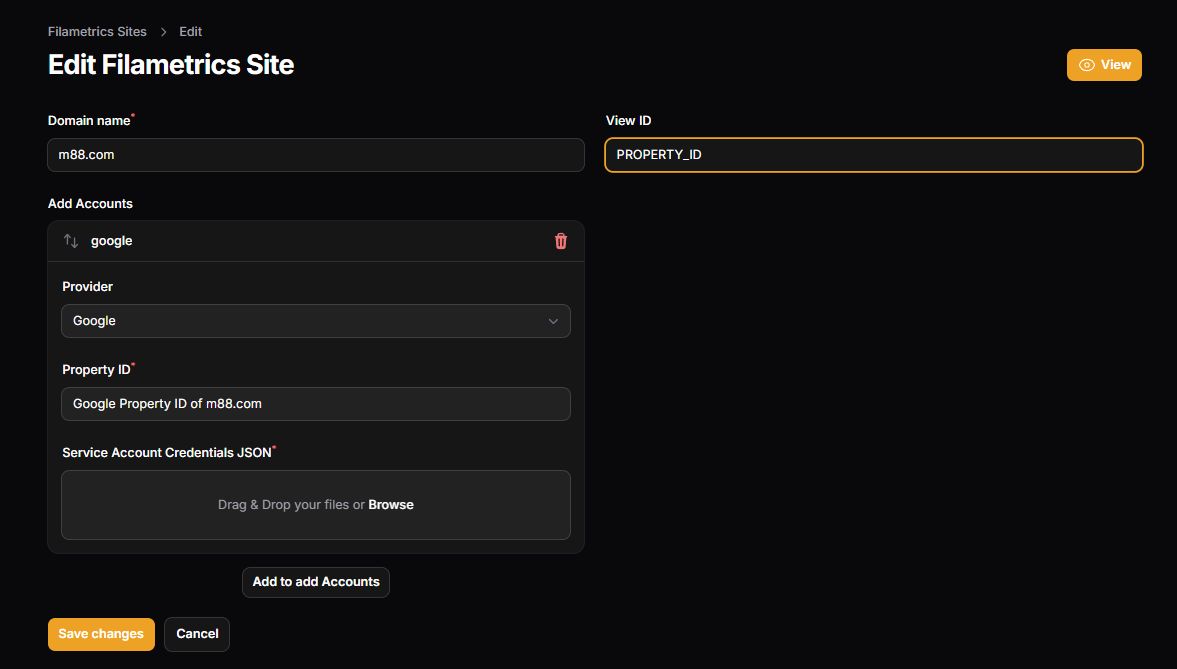 Filametrics Sites > Edit
Edit Filametrics Site
View
Domain name*
m88.com
View ID
PROPERTY_ID
Add Accounts
google
Provider
Google
Property ID*
Google Property ID of m88.com
Service Account Credentials JSON*
Drag & Drop your files or Browse
Add to add Accounts
Save changes
Cancel